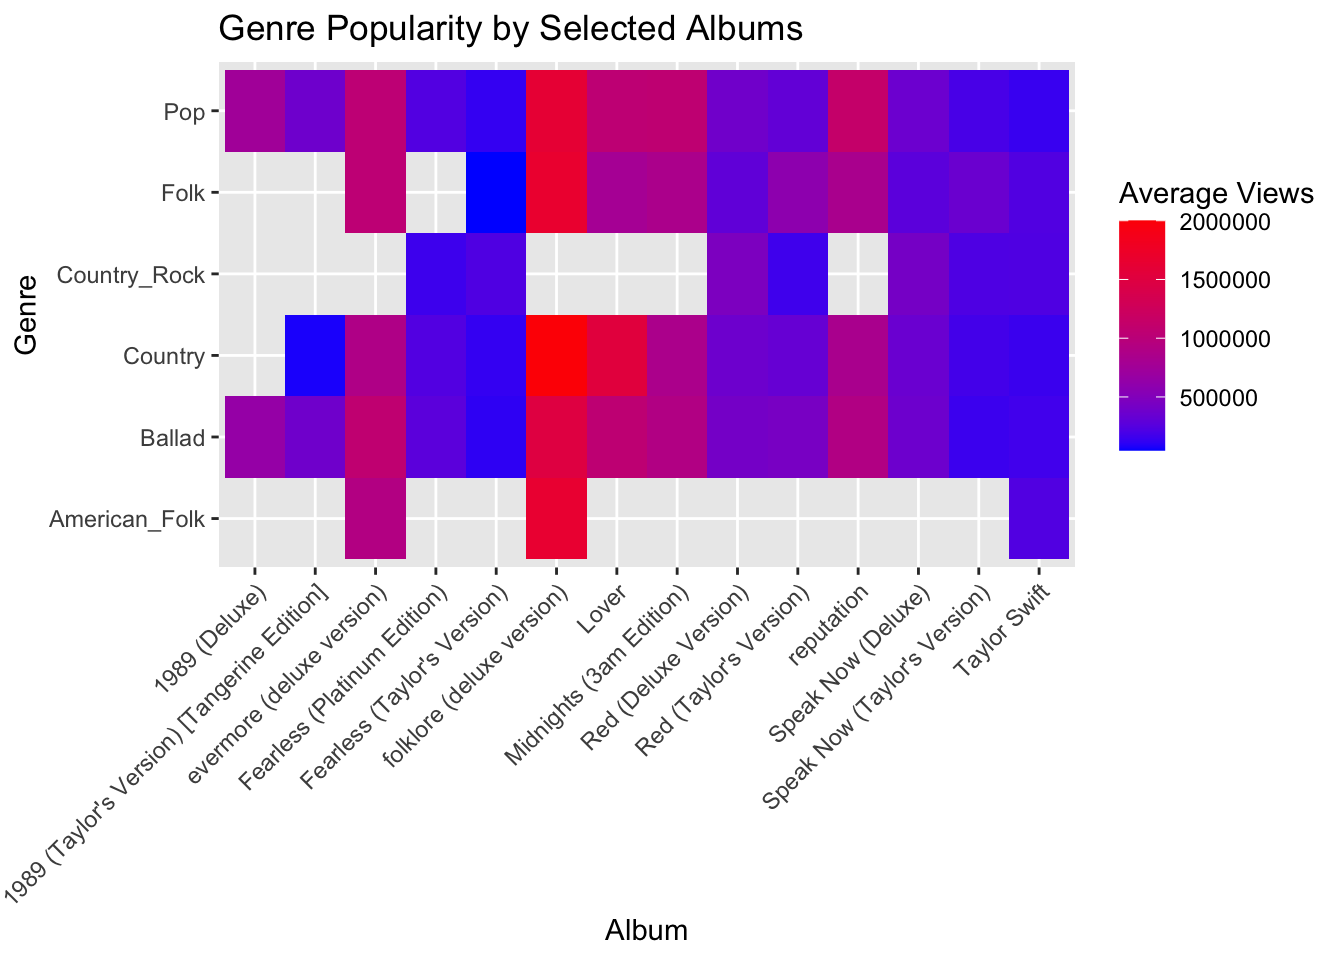 Genre Popularity by Selected Albums
Genre
Pop
Folk
Country_Rock
Country
Ballad
American_Folk
Average Views
2000000
1500000
1000000
500000
1989 (Deluxe)
1989 (Taylor's Version) [Tangerine Edition]
evermore (deluxe version)
Fearless (Platinum Edition)
Fearless (Taylor's Version)
folklore (deluxe version)
Lover
Midnights (3am Edition)
Red (Deluxe Version)
Red (Taylor's Version)
reputation
Speak Now (Deluxe)
Speak Now (Taylor's Version)
Taylor Swift
Album